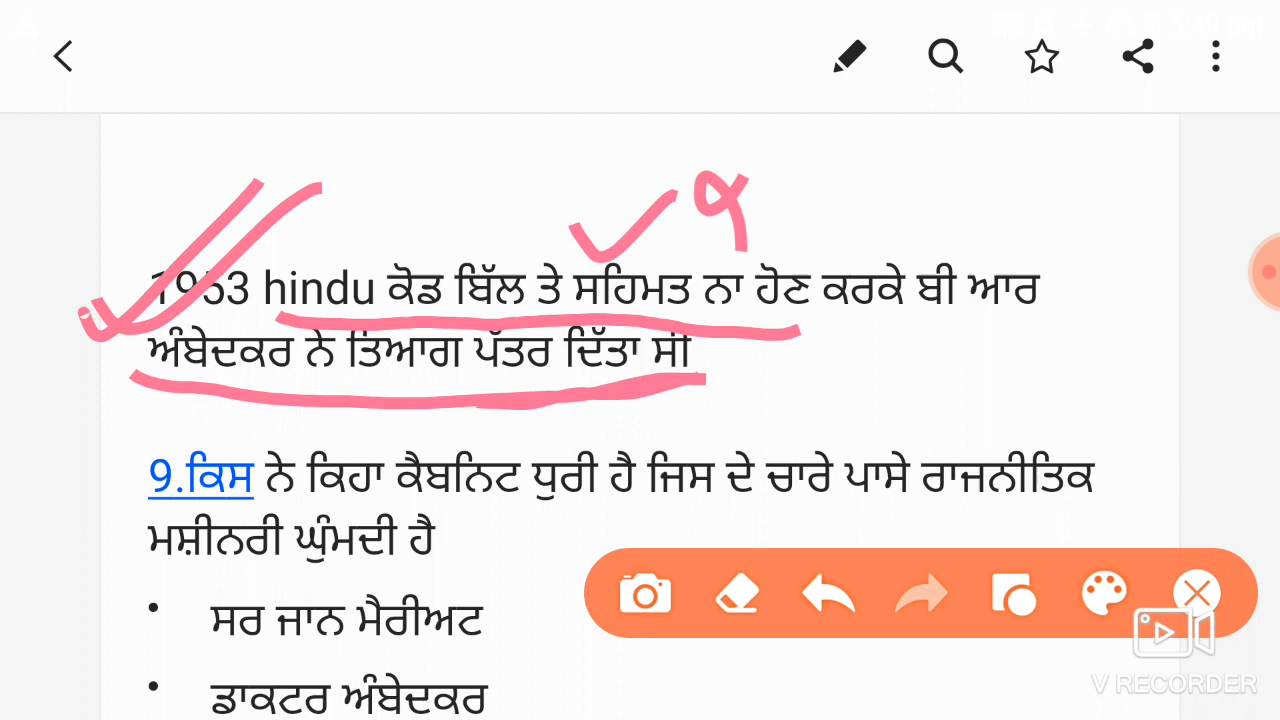 1953 hindu ਕੋਡ ਬਿੱਲ ਤੇ ਸਹਿਮਤ ਨਾ ਹੋਣ ਕਰਕੇ ਬੀ ਆਰ
ਅੰਬੇਦਕਰ ਨੇ ਤਿਆਗ ਪੱਤਰ ਦਿੱਤਾ ਸੀ
9.ਕਿਸ ਨੇ ਕਿਹਾ ਕੈਬਨਿਟ ਧੁਰੀ ਹੈ ਜਿਸ ਦੇ ਚਾਰੇ ਪਾਸੇ ਰਾਜਨੀਤਿਕ
ਮਸ਼ੀਨਰੀ ਘੁੰਮਦੀ ਹੈ
• ਸਰ ਜਾਨ ਮੈਰੀਅਟ
• ਡਾਕਟਰ ਅੰਬੇਦਕਰ
V RECORDER